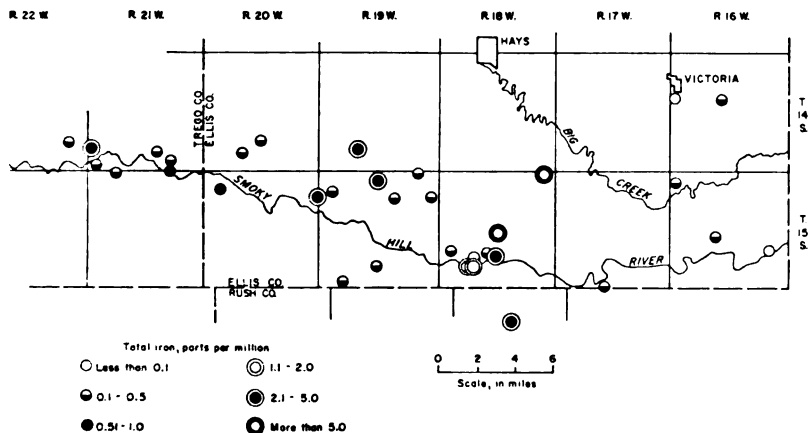 R. 22 W. R. 21 W. R. 20 W. R. 19 W. R. 18 W. R. 17 W. R. 16 W.
HAYS
VICTORIA
TREGO CO.
ELLIS CO.
T.
14
S.
BIG
CREEK
SMOKY
HILL
RIVER
T.
15
S.
ELLIS CO.
RUSH CO.
Total iron, parts per million
Less than 0.1
0.1 - 0.5
0.51 - 1.0
1.1 - 2.0
2.1 - 5.0
More than 5.0
0 2 4 6
Scale, in miles